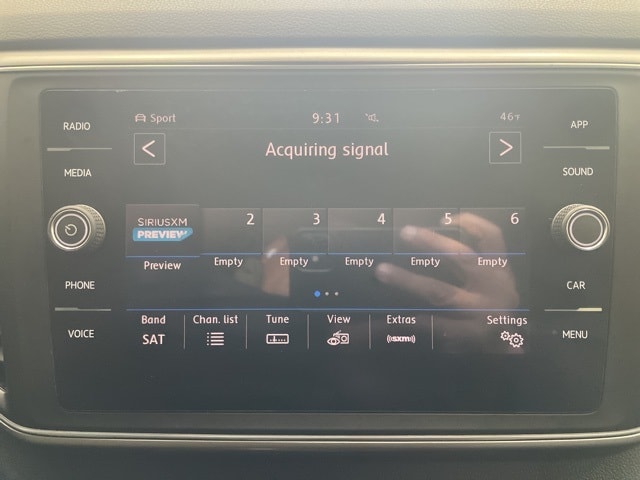 RADIO
MEDIA
PHONE
VOICE
Sport 9:31 46°F
Acquiring signal
SIRIUSXM
PREVIEW
2 3 4 5 6
Preview Empty Empty Empty Empty Empty
Band Chan. list Tune View Extras Settings
SAT
((sxm))
APP
SOUND
CAR
MENU